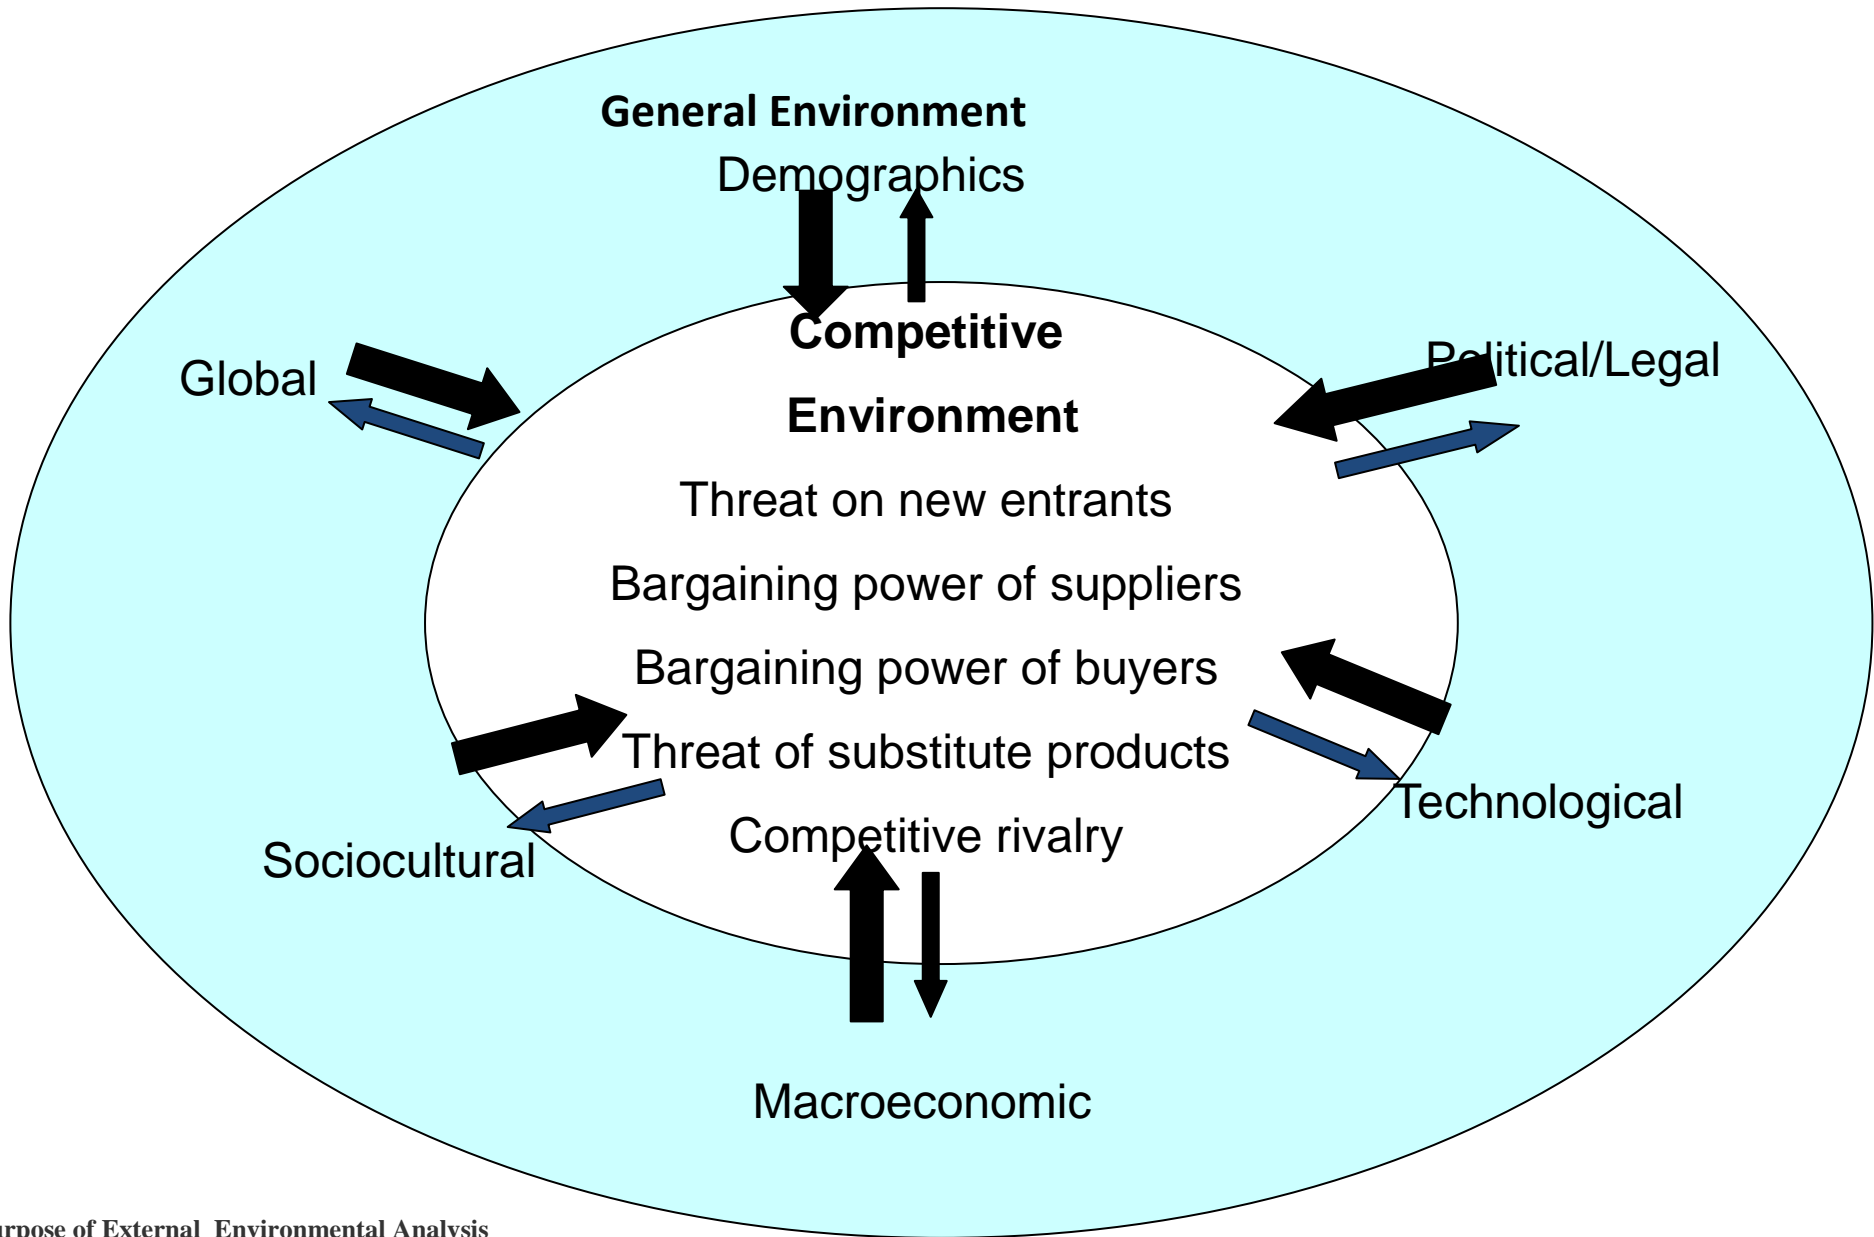 General Environment
Demographics
Competitive
Environment
Global
Political/Legal
Threat on new entrants
Bargaining power of suppliers
Bargaining power of buyers
Threat of substitute products
Competitive rivalry
Technological
Sociocultural
Macroeconomic
of External Environmental Analysis